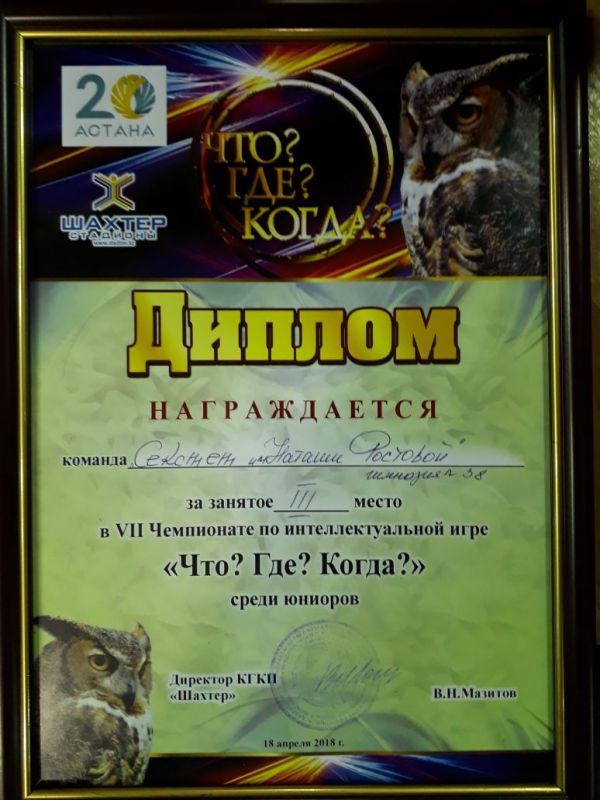 20
АСТАНА
ШАХТЕР
СТАДИОНЫ
ЧТО?
ГДЕ?
КОГДА?
Диплом
НАГРАЖДАЕТСЯ
команда „Секстет им. Наташи Ростовой"
гимназия № 38
за занятое III место
в VII Чемпионате по интеллектуальной игре
«Что? Где? Когда?»
среди юниоров
Директор КГКП
«Шахтер»
В.Н.Мазитов
18 апреля 2018 г.